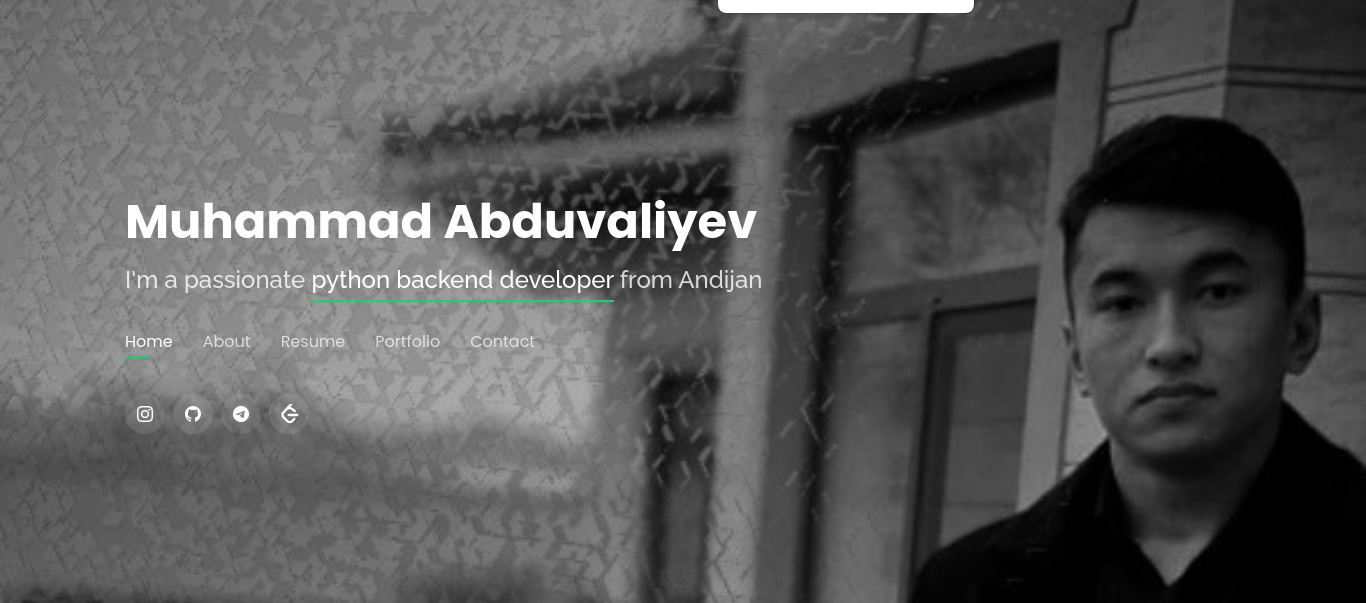 Muhammad Abduvaliyev
I'm a passionate python backend developer from Andijan
Home About Resume Portfolio Contact